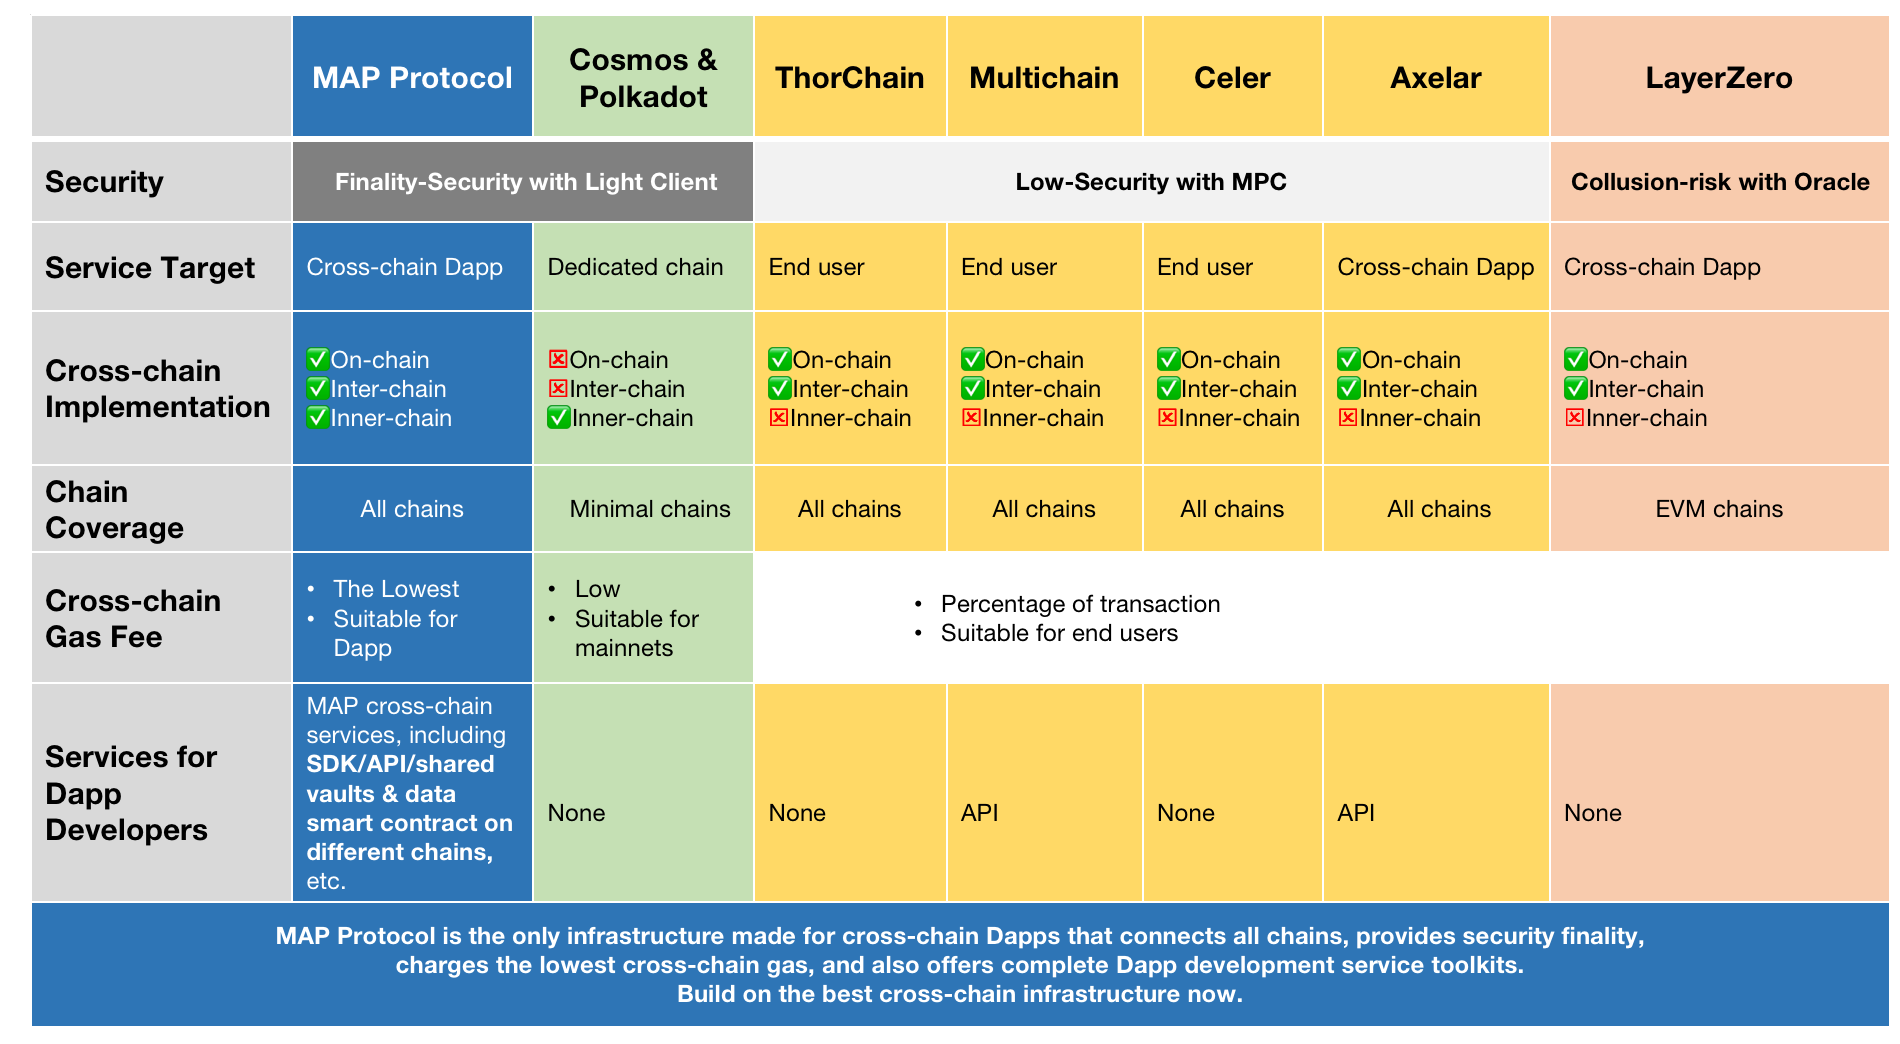 MAP Protocol
Cosmos &
Polkadot
ThorChain
Multichain
Celer
Axelar
LayerZero
Security
Finality-Security with Light Client
Low-Security with MPC
Collusion-risk with Oracle
Service Target
Cross-chain Dapp
Dedicated chain
End user
End user
End user
Cross-chain Dapp
Cross-chain Dapp
Cross-chain
Implementation
✅On-chain
✅Inter-chain
✅Inner-chain
❌On-chain
❌Inter-chain
✅Inner-chain
✅On-chain
✅Inter-chain
❌Inner-chain
✅On-chain
✅Inter-chain
❌Inner-chain
✅On-chain
✅Inter-chain
❌Inner-chain
✅On-chain
✅Inter-chain
❌Inner-chain
✅On-chain
✅Inter-chain
❌Inner-chain
Chain
Coverage
All chains
Minimal chains
All chains
All chains
All chains
All chains
EVM chains
Cross-chain
Gas Fee
• The Lowest
• Suitable for
Dapp
• Low
• Suitable for
mainnets
• Percentage of transaction
• Suitable for end users
Services for
Dapp
Developers
MAP cross-chain
services, including
SDK/API/shared
vaults & data
smart contract on
different chains,
etc.
None
None
API
None
API
None
MAP Protocol is the only infrastructure made for cross-chain Dapps that connects all chains, provides security finality,
charges the lowest cross-chain gas, and also offers complete Dapp development service toolkits.
Build on the best cross-chain infrastructure now.